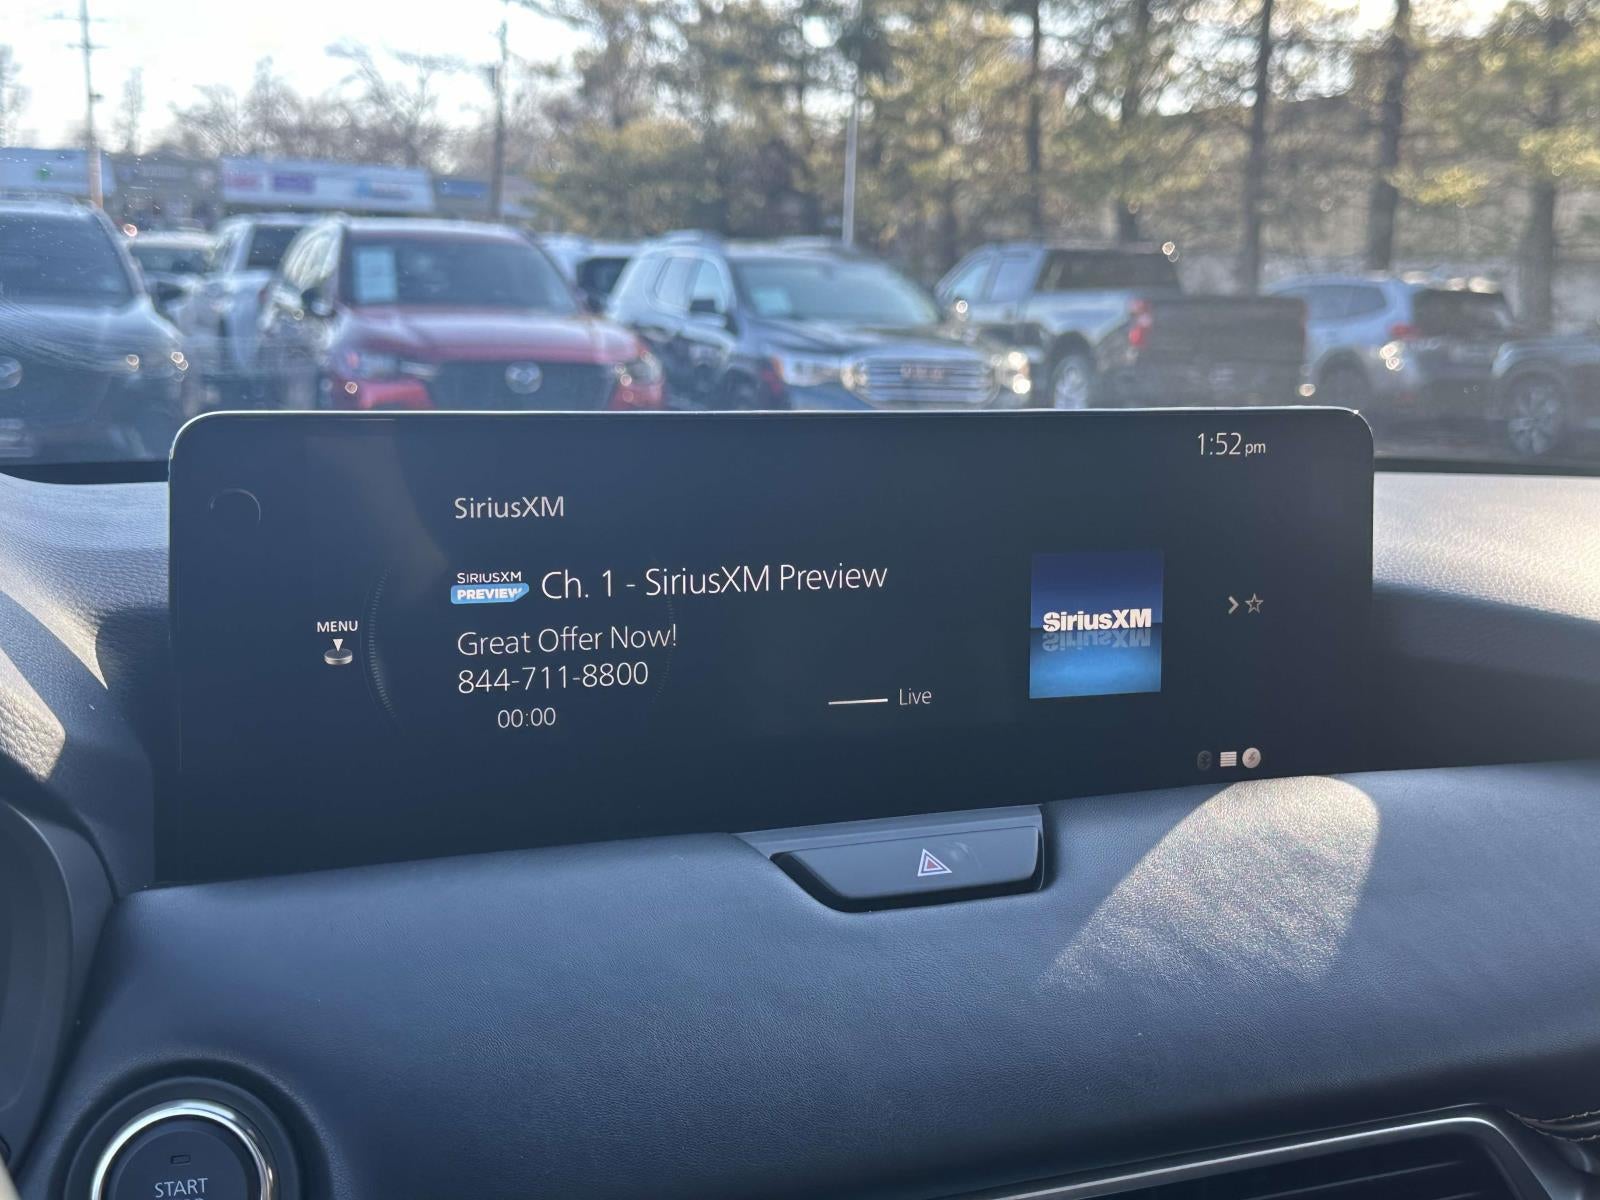 1:52 pm
SiriusXM
SIRIUSXM
PREVIEW
Ch. 1 - SiriusXM Preview
MENU
Great Offer Now!
844-711-8800
00:00
Live
SiriusXM
GMC
START